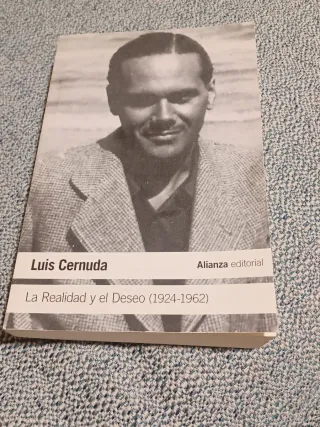 Luis Cernuda
Alianza editorial
La Realidad y el Deseo (1924-1962)